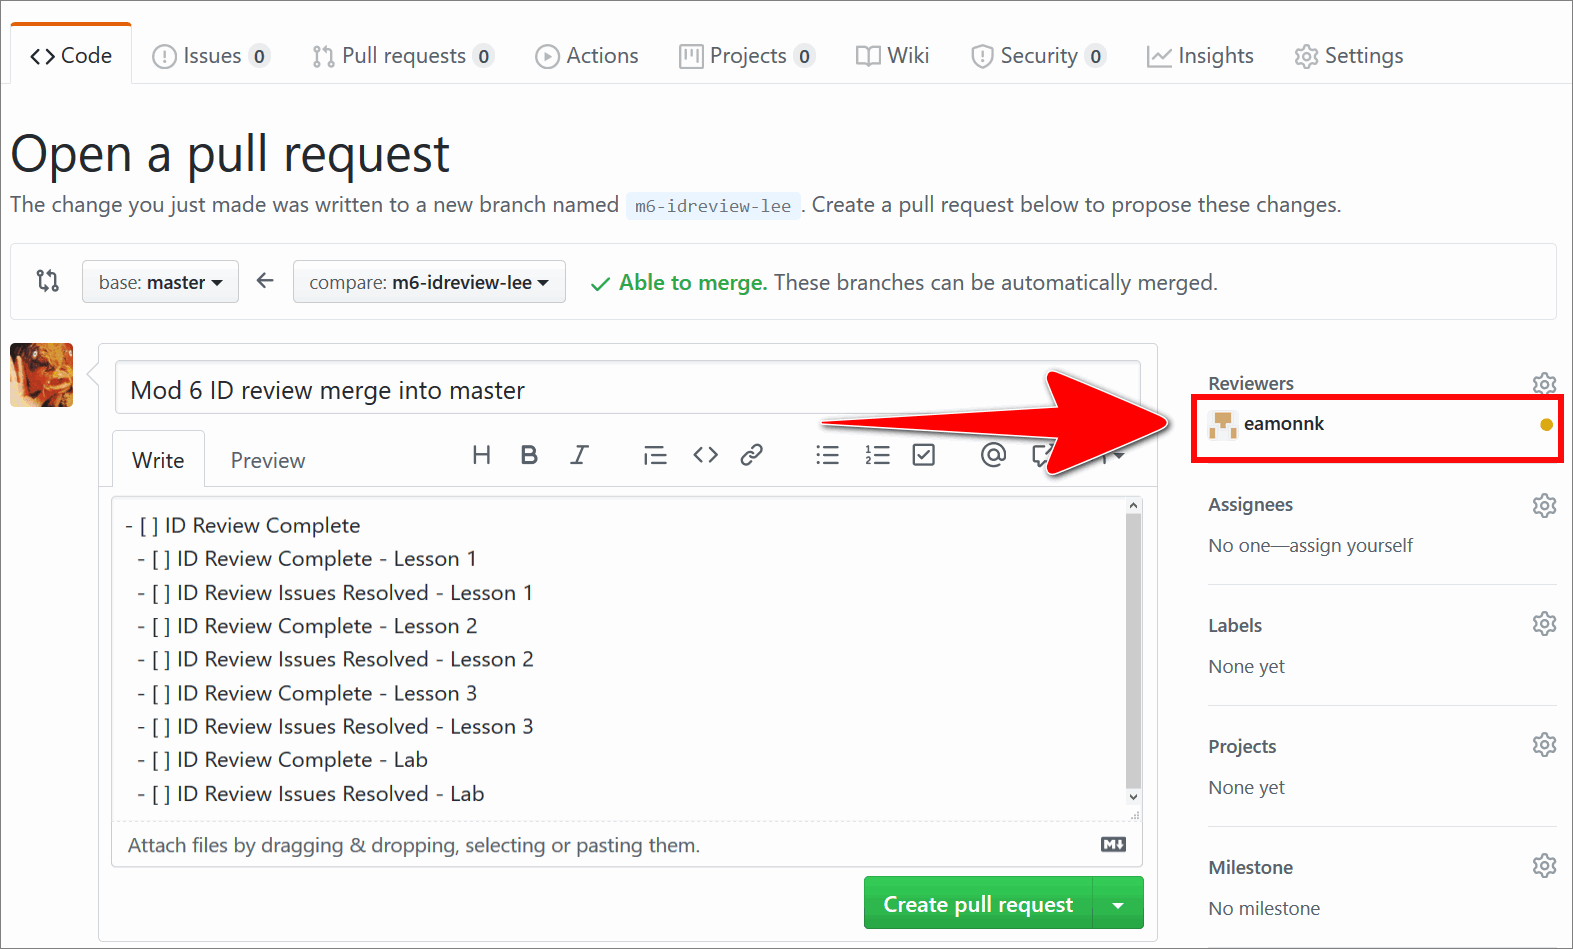 Code Issues 0 Pull requests 0 Actions Projects 0 Wiki Security 0 Insights Settings
Open a pull request
The change you just made was written to a new branch named m6-idreview-lee. Create a pull request below to propose these changes.
base: master compare: m6-idreview-lee Able to merge. These branches can be automatically merged.
Mod 6 ID review merge into master
Write Preview
- [ ] ID Review Complete
- [ ] ID Review Complete - Lesson 1
- [ ] ID Review Issues Resolved - Lesson 1
- [ ] ID Review Complete - Lesson 2
- [ ] ID Review Issues Resolved - Lesson 2
- [ ] ID Review Complete - Lesson 3
- [ ] ID Review Issues Resolved - Lesson 3
- [ ] ID Review Complete - Lab
- [ ] ID Review Issues Resolved - Lab
Attach files by dragging & dropping, selecting or pasting them.
Create pull request
Reviewers
eamonnk
Assignees
No one—assign yourself
Labels
None yet
Projects
None yet
Milestone
No milestone